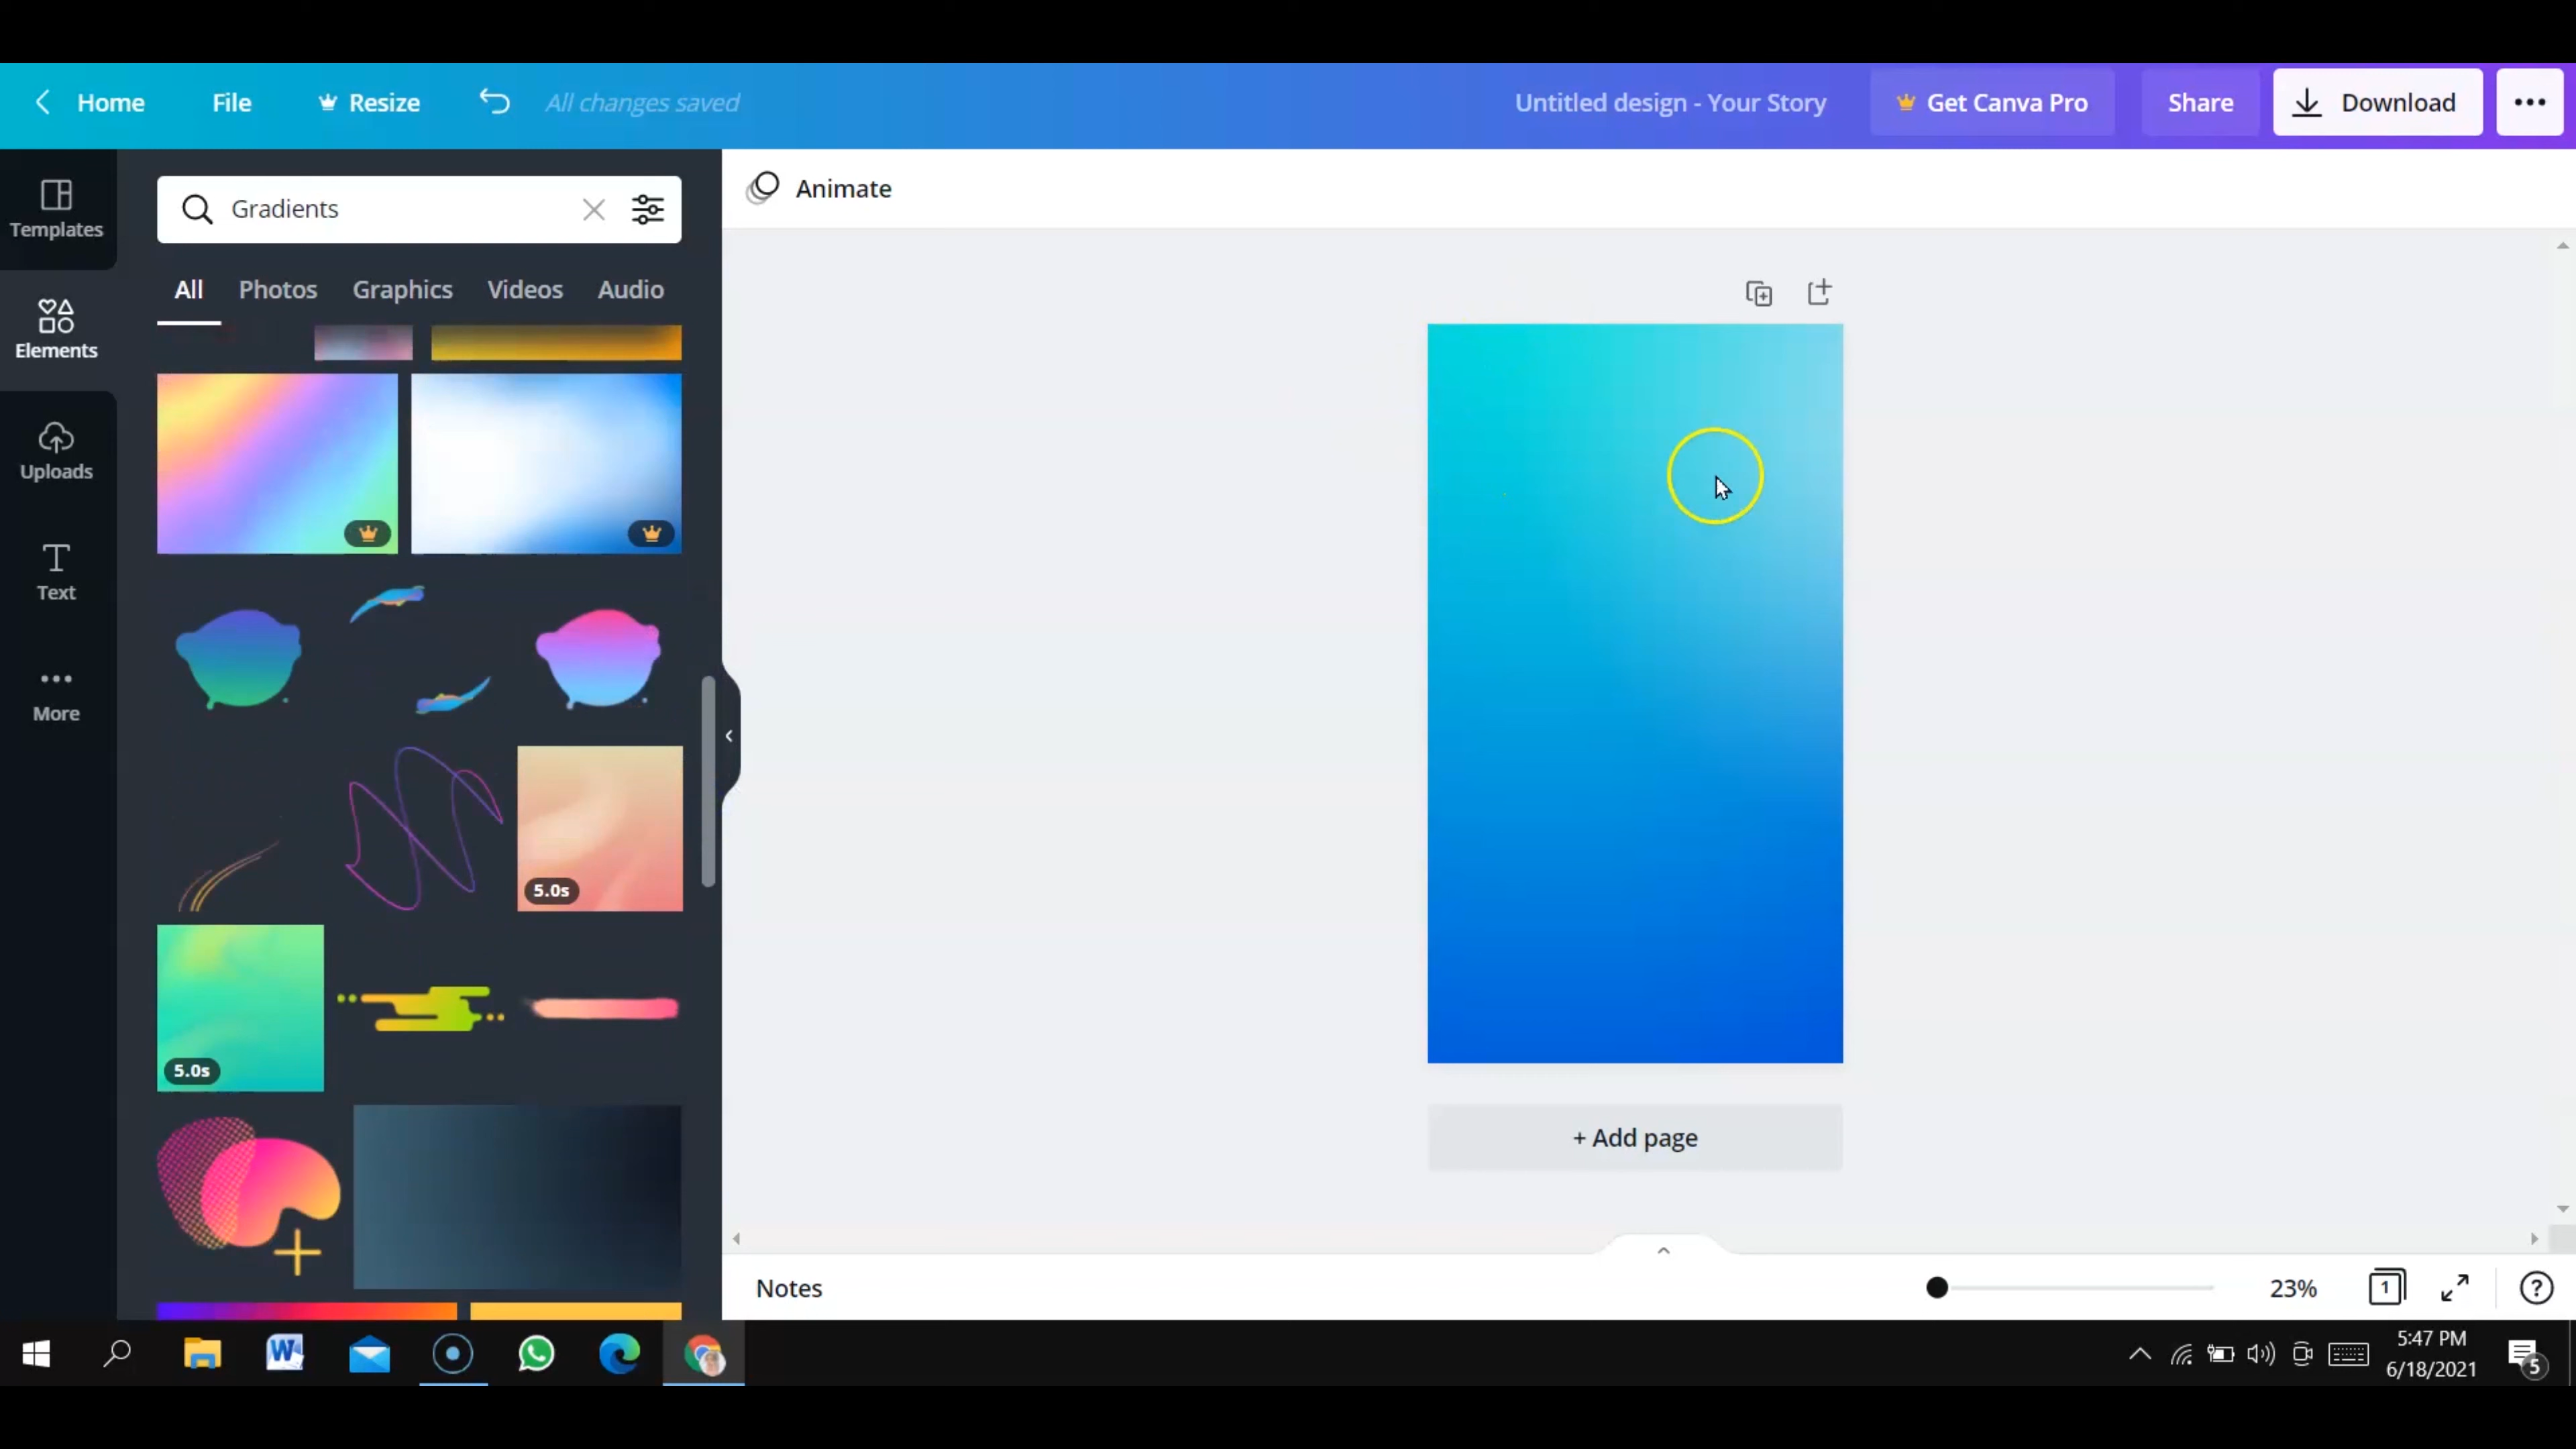 Home
File
Resize
All changes saved
Untitled design - Your Story
Get Canva Pro
Share
Download
Templates
Elements
Uploads
Text
More
Gradients
All
Photos
Graphics
Videos
Audio
5.0s
5.0s
Animate
+ Add page
Notes
23%
1
?
W
5:47 PM
6/18/2021
5